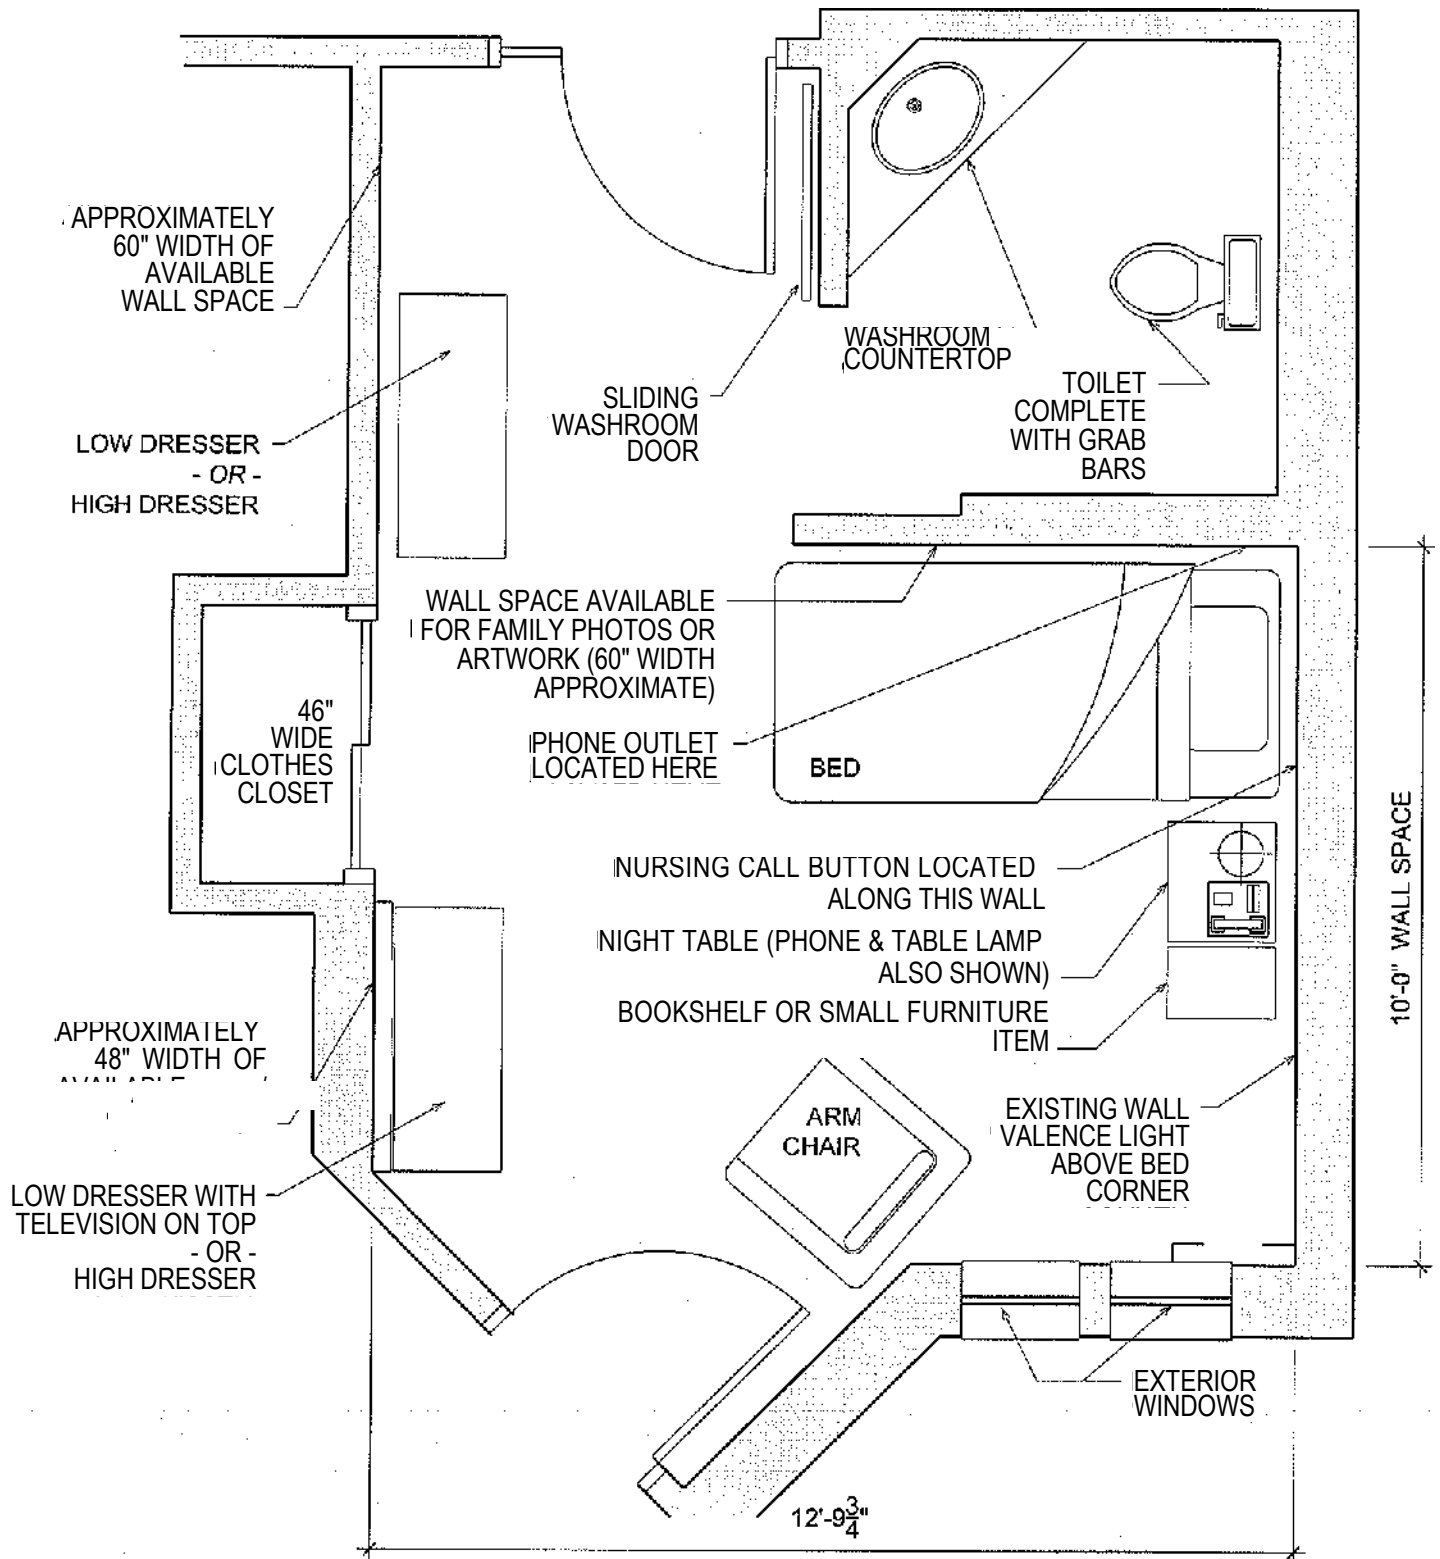 APPROXIMATELY
60" WIDTH OF
AVAILABLE
WALL SPACE
LOW DRESSER
- OR -
HIGH DRESSER
SLIDING
WASHROOM
DOOR
WASHROOM
COUNTERTOP
TOILET
COMPLETE
WITH GRAB
BARS
WALL SPACE AVAILABLE
FOR FAMILY PHOTOS OR
ARTWORK (60" WIDTH
APPROXIMATE)
46"
WIDE
CLOTHES
CLOSET
PHONE OUTLET
LOCATED HERE
BED
NURSING CALL BUTTON LOCATED
ALONG THIS WALL
NIGHT TABLE (PHONE & TABLE LAMP
ALSO SHOWN)
BOOKSHELF OR SMALL FURNITURE
ITEM
10'-0" WALL SPACE
APPROXIMATELY
48" WIDTH OF
AVAILABLE
ARM
CHAIR
EXISTING WALL
VALENCE LIGHT
ABOVE BED
CORNER
LOW DRESSER WITH
TELEVISION ON TOP
- OR -
HIGH DRESSER
EXTERIOR
WINDOWS
12'-9 3/4"